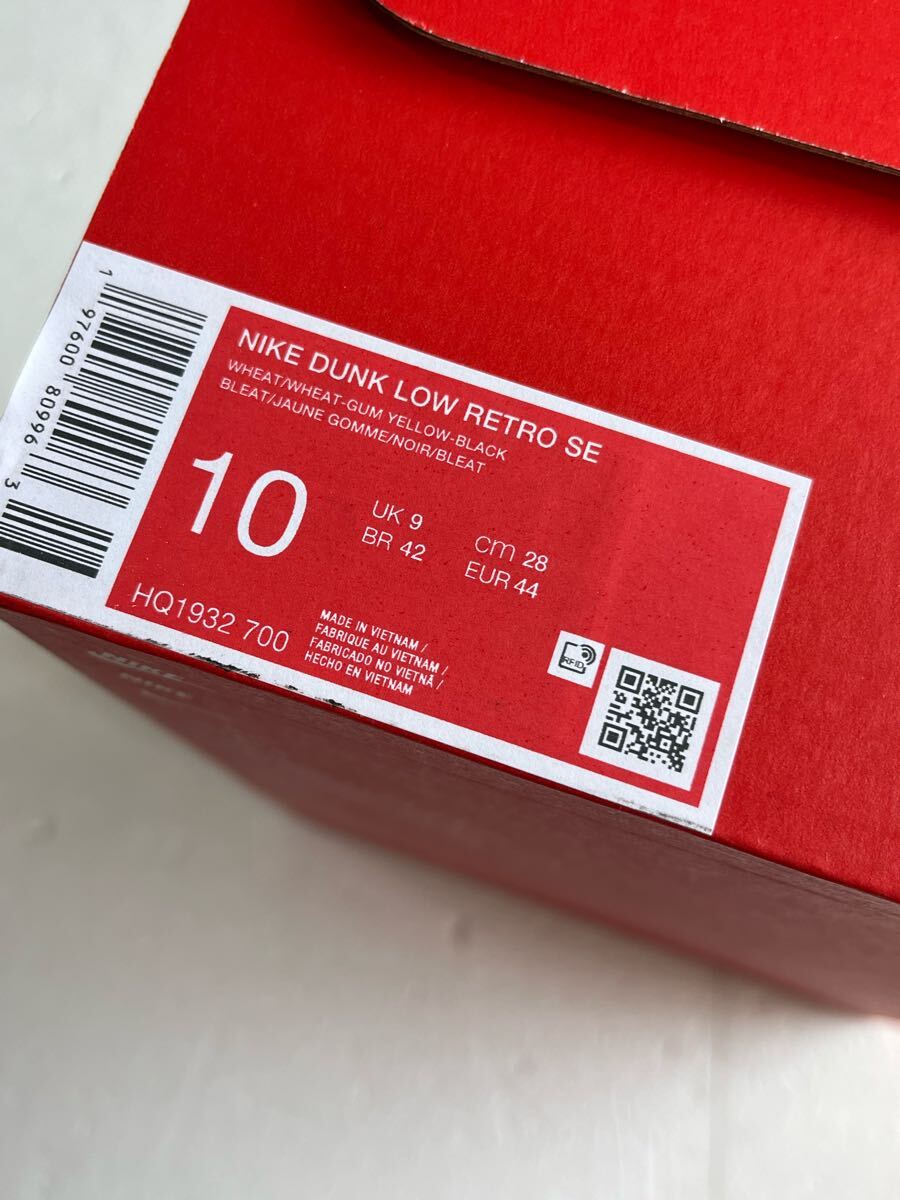 1 97600 80996 3
NIKE DUNK LOW RETRO SE
WHEAT/WHEAT-GUM YELLOW-BLACK
BLEAT/JAUNE GOMME/NOIR/BLEAT
10
UK 9
BR 42
cm 28
EUR 44
HQ1932 700
MADE IN VIETNAM /
FABRIQUE AU VIETNAM /
FABRICADO NO VIETNÃ /
HECHO EN VIETNAM
RFID
NIKE